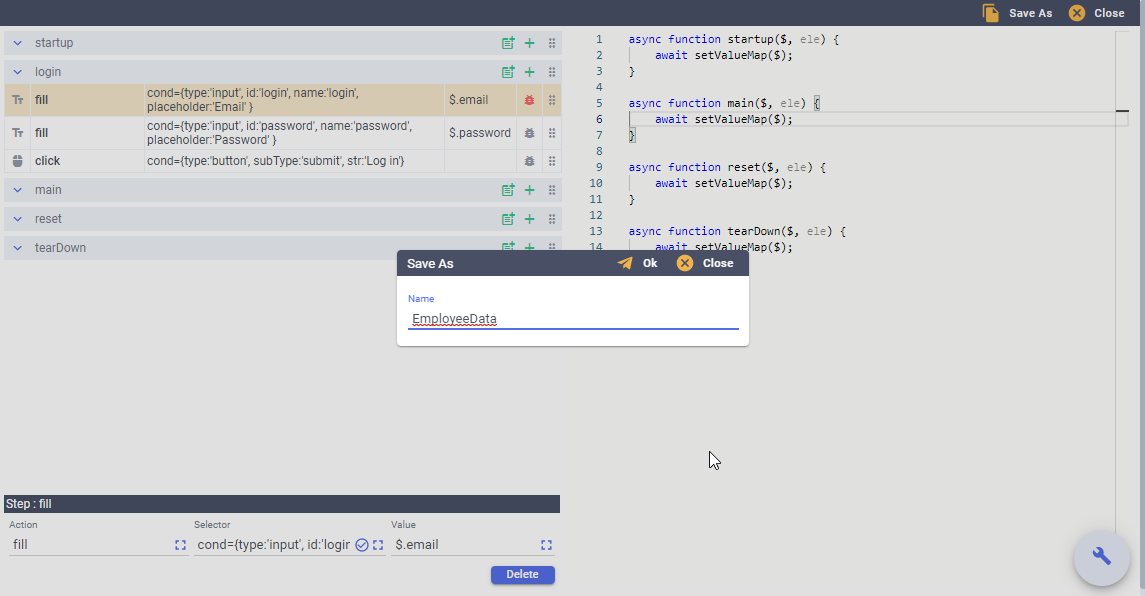 Save As Close
startup
login
fill cond={type:'input', id:'login', name:'login', placeholder:'Email' } $.email
fill cond={type:'input', id:'password', name:'password', placeholder:'Password' } $.password
click cond={type:'button', subType:'submit', str:'Log in'}
main
reset
tearDown
1 async function startup($, ele) {
2 await setValueMap($);
3 }
4
5 async function main($, ele) {
6 await setValueMap($);
7 }
8
9 async function reset($, ele) {
10 await setValueMap($);
11 }
12
13 async function tearDown($, ele) {
14 await setValueMap($);
Save As Ok Close
Name
EmployeeData
Step : fill
Action Selector Value
fill cond={type:'input', id:'login $.email
Delete